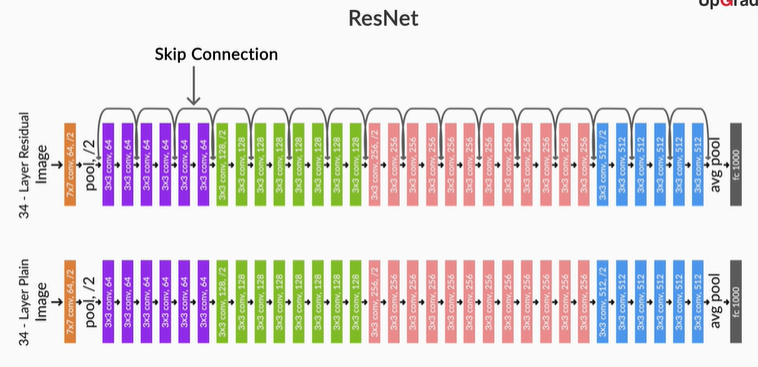 UpGrad
ResNet
Skip Connection
34 - Layer Residual
Image
7x7 conv, 64, /2
pool, /2
3x3 conv, 64
3x3 conv, 64
3x3 conv, 64
3x3 conv, 64
3x3 conv, 64
3x3 conv, 64
3x3 conv, 128, /2
3x3 conv, 128
3x3 conv, 128
3x3 conv, 128
3x3 conv, 128
3x3 conv, 128
3x3 conv, 128
3x3 conv, 128
3x3 conv, 256, /2
3x3 conv, 256
3x3 conv, 256
3x3 conv, 256
3x3 conv, 256
3x3 conv, 256
3x3 conv, 256
3x3 conv, 256
3x3 conv, 256
3x3 conv, 256
3x3 conv, 256
3x3 conv, 256
3x3 conv, 512, /2
3x3 conv, 512
3x3 conv, 512
3x3 conv, 512
3x3 conv, 512
3x3 conv, 512
avg pool
fc 1000
34 - Layer Plain
Image
7x7 conv, 64, /2
pool, /2
3x3 conv, 64
3x3 conv, 64
3x3 conv, 64
3x3 conv, 64
3x3 conv, 64
3x3 conv, 64
3x3 conv, 128, /2
3x3 conv, 128
3x3 conv, 128
3x3 conv, 128
3x3 conv, 128
3x3 conv, 128
3x3 conv, 128
3x3 conv, 128
3x3 conv, 256, /2
3x3 conv, 256
3x3 conv, 256
3x3 conv, 256
3x3 conv, 256
3x3 conv, 256
3x3 conv, 256
3x3 conv, 256
3x3 conv, 256
3x3 conv, 256
3x3 conv, 256
3x3 conv, 256
3x3 conv, 512, /2
3x3 conv, 512
3x3 conv, 512
3x3 conv, 512
3x3 conv, 512
3x3 conv, 512
avg pool
fc 1000